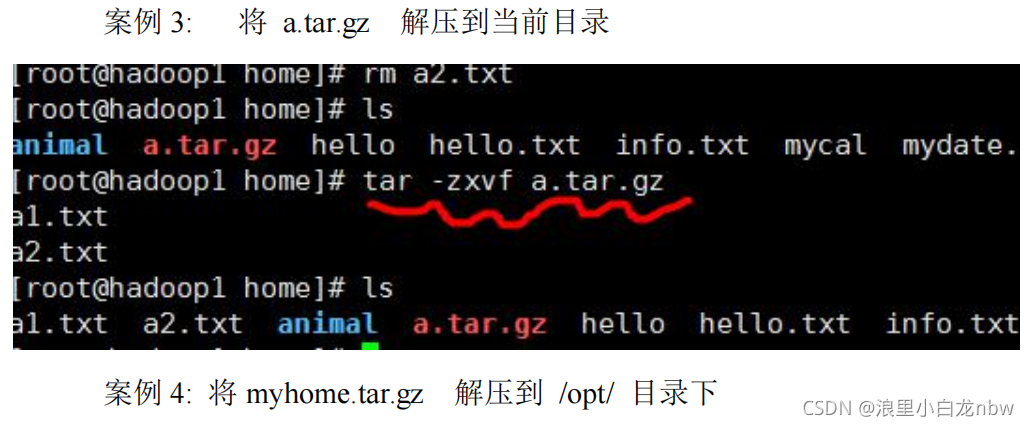 案例 3: 将 a.tar.gz 解压到当前目录
[root@hadoop1 home]# rm a2.txt
[root@hadoop1 home]# ls
animal a.tar.gz hello hello.txt info.txt mycal mydate.
[root@hadoop1 home]# tar -zxvf a.tar.gz
a1.txt
a2.txt
[root@hadoop1 home]# ls
a1.txt a2.txt animal a.tar.gz hello hello.txt info.txt
[root@hadoop1 home]#
案例 4: 将 myhome.tar.gz 解压到 /opt/ 目录下
CSDN @浪里小白龙nbw